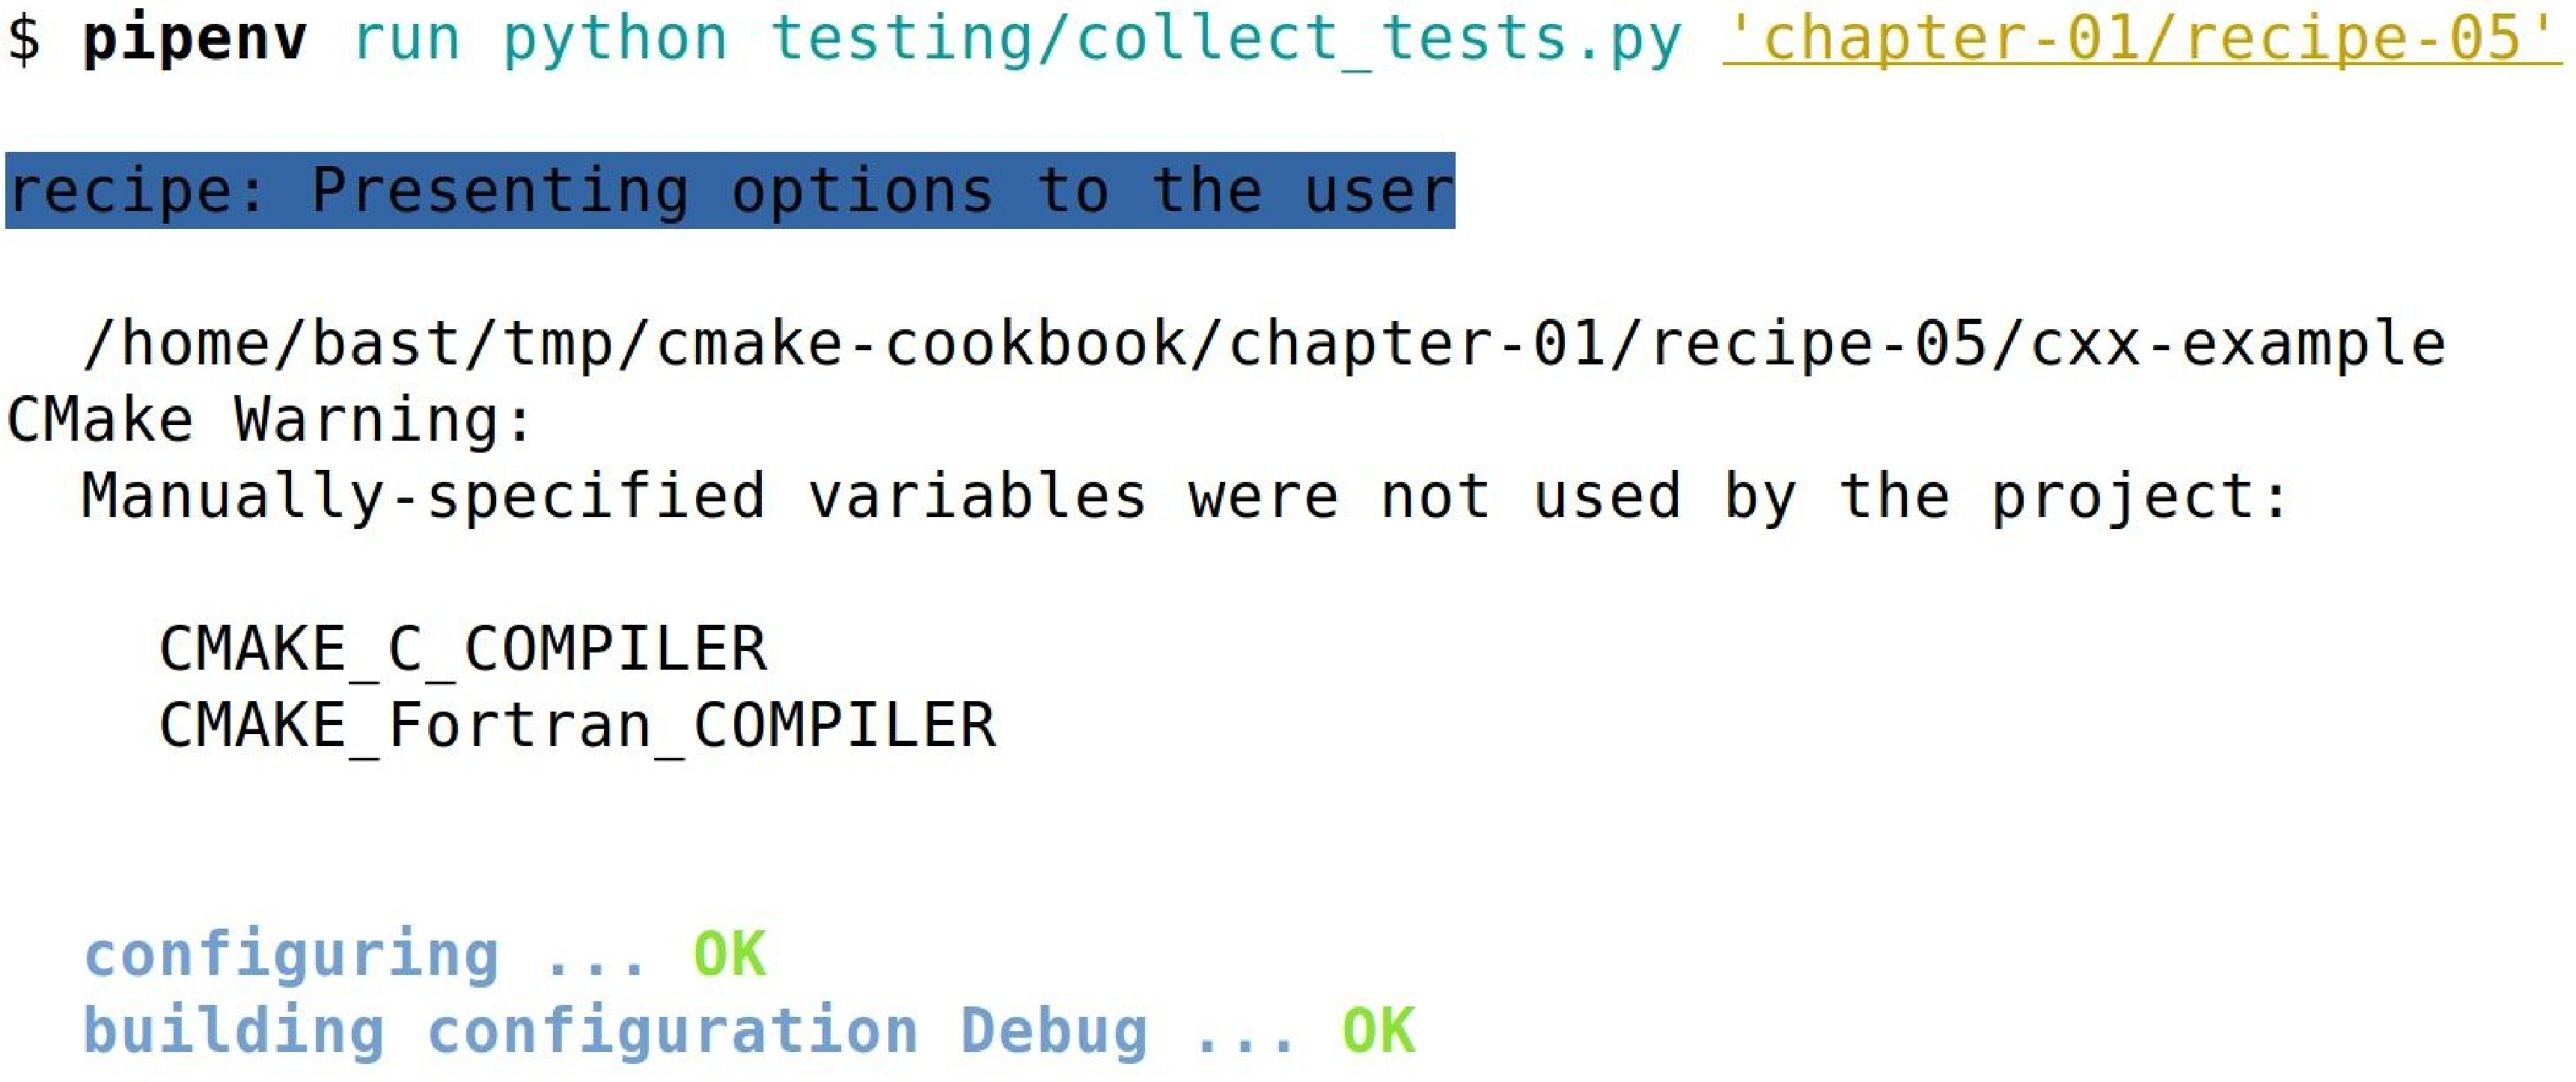 $ pipenv run python testing/collect_tests.py 'chapter-01/recipe-05'
recipe: Presenting options to the user
/home/bast/tmp/cmake-cookbook/chapter-01/recipe-05/cxx-example
CMake Warning:
Manually-specified variables were not used by the project:
CMAKE_C_COMPILER
CMAKE_Fortran_COMPILER
configuring ... OK
building configuration Debug ... OK